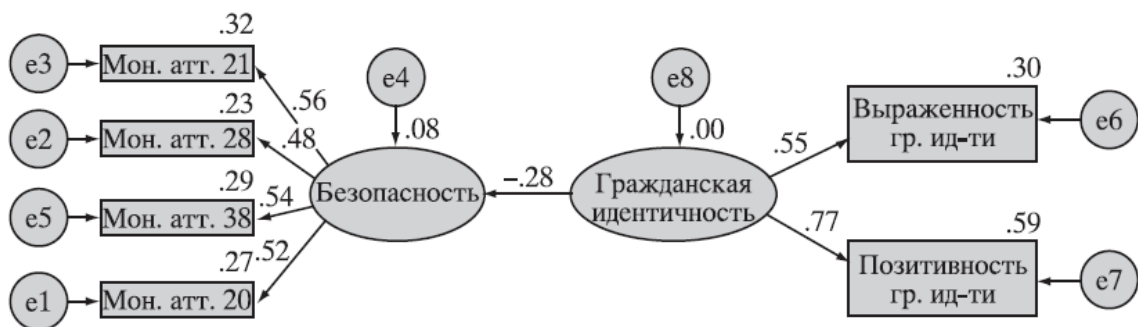 .32
e3
Мон. атт. 21
.56
e4
e8
.30
.23
e2
Мон. атт. 28
.48
.08
.00
Выраженность
гр. ид-ти
e6
.55
.29
e5
Мон. атт. 38
.54
Безопасность
–.28
Гражданская
идентичность
.77
.59
.27
.52
e1
Мон. атт. 20
Позитивность
гр. ид-ти
e7